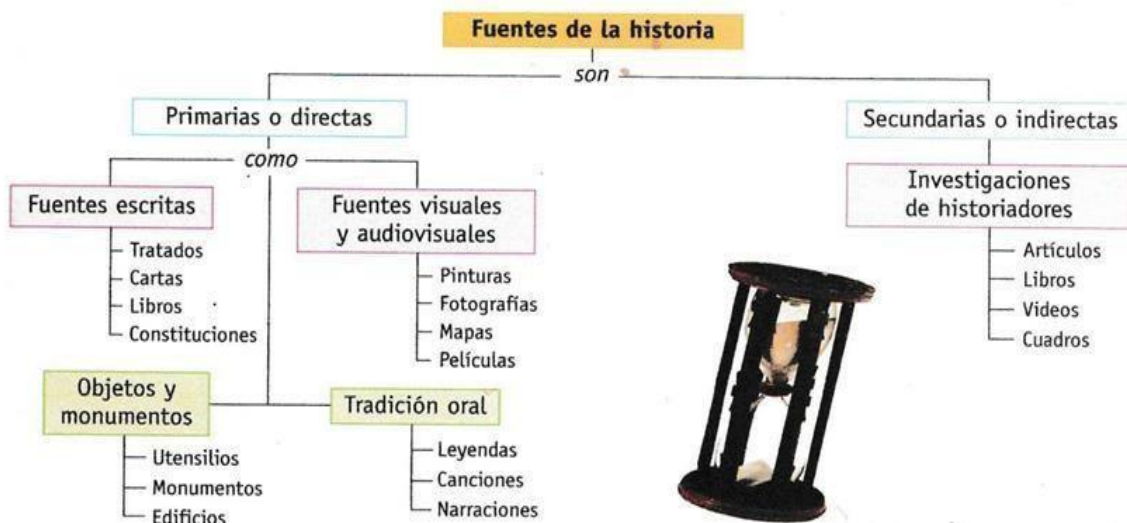 Fuentes de la historia
son
Primarias o directas
Secundarias o indirectas
como
Fuentes escritas
Tratados
Cartas
Libros
Constituciones
Fuentes visuales
y audiovisuales
Pinturas
Fotografías
Mapas
Películas
Investigaciones
de historiadores
Artículos
Libros
Videos
Cuadros
Objetos y
monumentos
Utensilios
Monumentos
Edificios
Tradición oral
Leyendas
Canciones
Narraciones